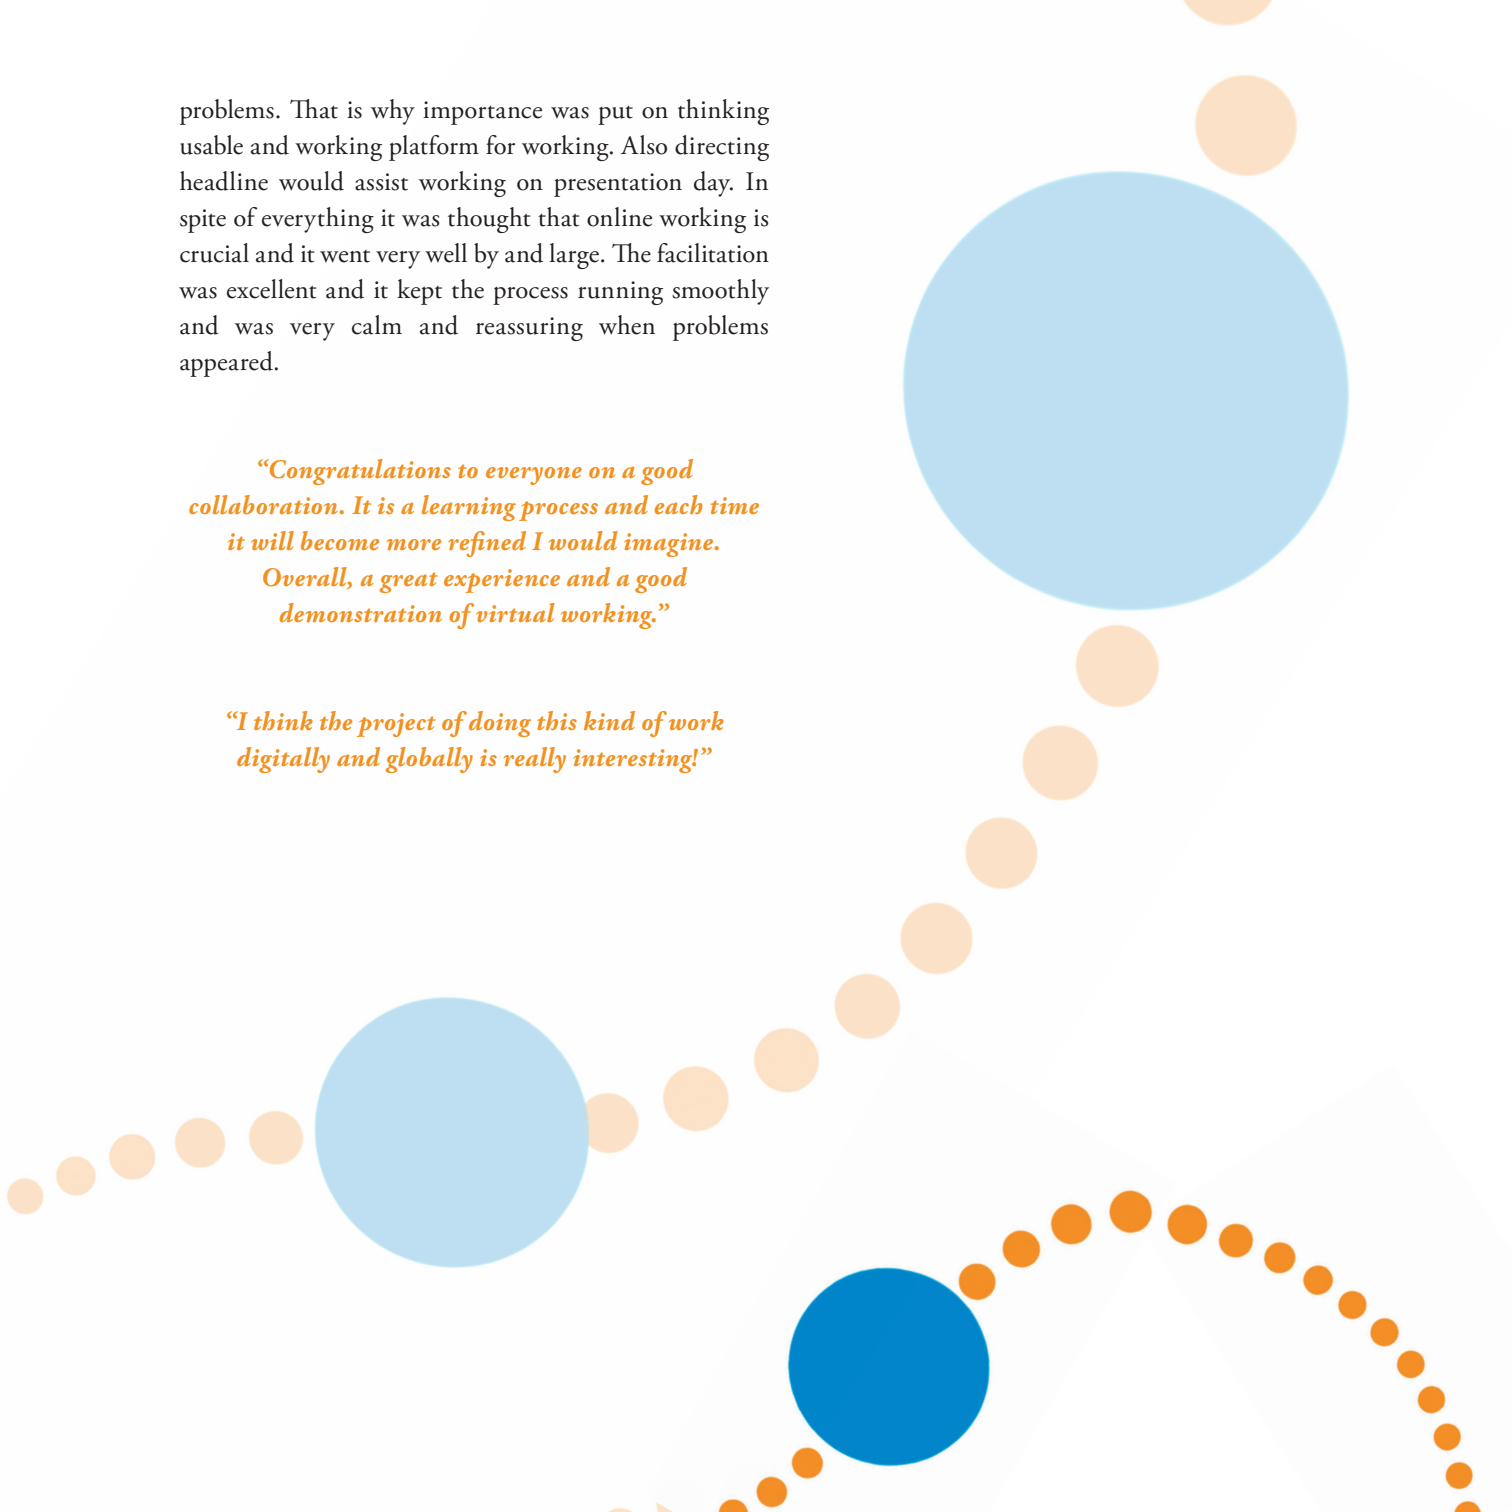 problems. That is why importance was put on thinking
usable and working platform for working. Also directing
headline would assist working on presentation day. In
spite of everything it was thought that online working is
crucial and it went very well by and large. The facilitation
was excellent and it kept the process running smoothly
and was very calm and reassuring when problems
appeared.
“Congratulations to everyone on a good
collaboration. It is a learning process and each time
it will become more refined I would imagine.
Overall, a great experience and a good
demonstration of virtual working.”
“I think the project of doing this kind of work
digitally and globally is really interesting!”